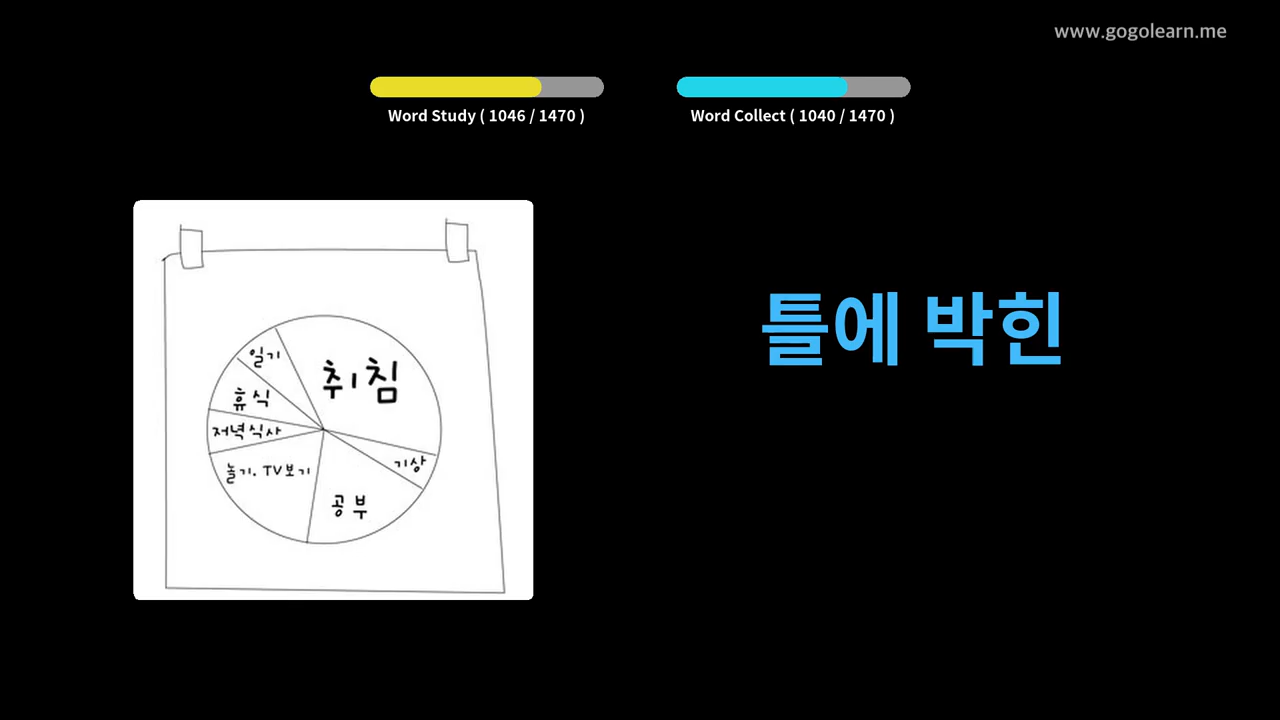 www.gogolearn.me
Word Study ( 1046 / 1470 )
Word Collect ( 1040 / 1470 )
일기
취침
휴식
저녁식사
기상
놀기. TV보기
공부
틀에 박힌